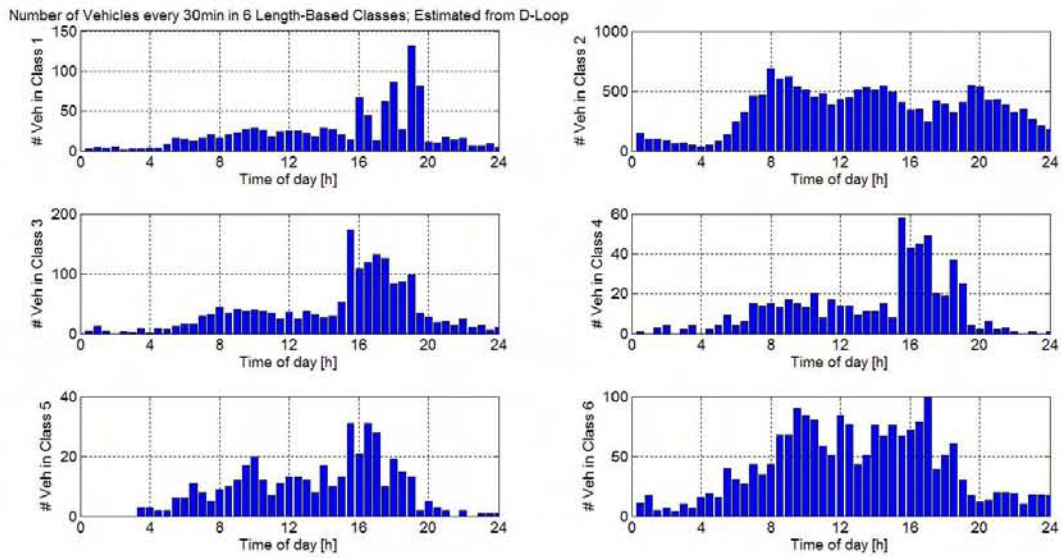 Number of Vehicles every 30min in 6 Length-Based Classes; Estimated from D-Loop
# Veh in Class 1
150
100
50
0
0 4 8 12 16 20 24
Time of day [h]
# Veh in Class 2
1000
500
0
0 4 8 12 16 20 24
Time of day [h]
# Veh in Class 3
200
100
0
0 4 8 12 16 20 24
Time of day [h]
# Veh in Class 4
60
40
20
0
0 4 8 12 16 20 24
Time of day [h]
# Veh in Class 5
40
20
0
0 4 8 12 16 20 24
Time of day [h]
# Veh in Class 6
100
50
0
0 4 8 12 16 20 24
Time of day [h]